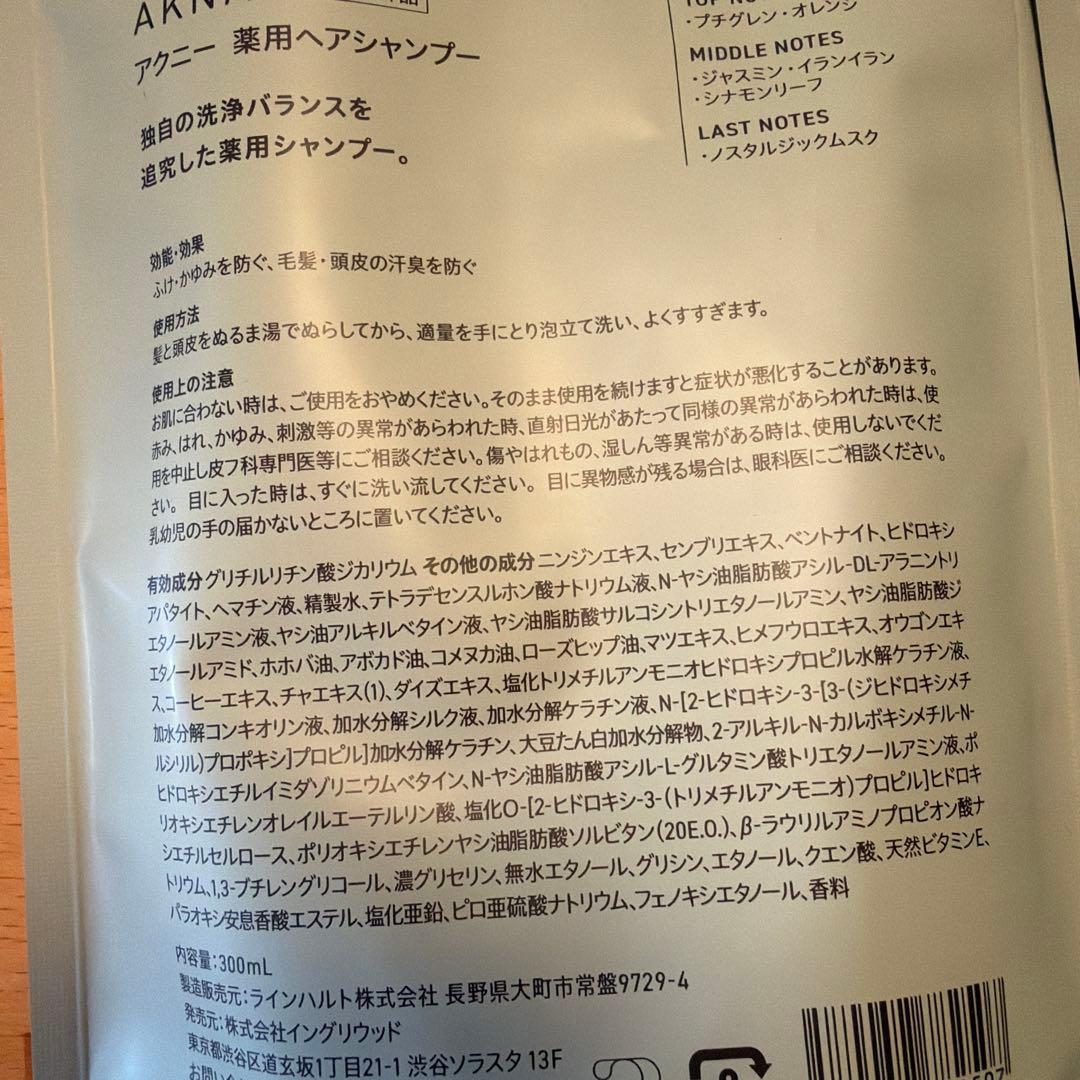 AKN
アクニー 薬用ヘアシャンプー
独自の洗浄バランスを
追究した薬用シャンプー。
・プチグレン・オレンジ
MIDDLE NOTES
・ジャスミン・イランイラン
・シナモンリーフ
LAST NOTES
・ノスタルジックムスク
効能・効果
ふけ・かゆみを防ぐ、毛髪・頭皮の汗臭を防ぐ
使用方法
髪と頭皮をぬるま湯でぬらしてから、適量を手にとり泡立て洗い、よくすすぎます。
使用上の注意
お肌に合わない時は、ご使用をおやめください。そのまま使用を続けますと症状が悪化することがあります。
赤み、はれ、かゆみ、刺激等の異常があらわれた時、直射日光があたって同様の異常があらわれた時は、使
用を中止し皮フ科専門医等にご相談ください。傷やはれもの、湿しん等異常がある時は、使用しないでくだ
さい。 目に入った時は、すぐに洗い流してください。 目に異物感が残る場合は、眼科医にご相談ください。
乳幼児の手の届かないところに置いてください。
有効成分 グリチルリチン酸ジカリウム その他の成分 ニンジンエキス、センブリエキス、ベントナイト、ヒドロキシ
アパタイト、ヘマチン液、精製水、テトラデセンスルホン酸ナトリウム液、N-ヤシ油脂肪酸アシル-DL-アラニントリ
エタノールアミン液、ヤシ油アルキルベタイン液、ヤシ油脂肪酸サルコシントリエタノールアミン、ヤシ油脂肪酸ジ
エタノールアミド、ホホバ油、アボカド油、コメヌカ油、ローズヒップ油、マツエキス、ヒメフウロエキス、オウゴンエキ
ス、コーヒーエキス、チャエキス(1)、ダイズエキス、塩化トリメチルアンモニオヒドロキシプロピル水解ケラチン液、
加水分解コンキオリン液、加水分解シルク液、加水分解ケラチン液、N-[2-ヒドロキシ-3-[3-(ジヒドロキシメチ
ルシリル)プロポキシ]プロピル]加水分解ケラチン、大豆たん白加水分解物、2-アルキル-N-カルボキシメチル-N-
ヒドロキシエチルイミダゾリニウムベタイン、N-ヤシ油脂肪酸アシル-L-グルタミン酸トリエタノールアミン液、ポ
リオキシエチレンオレイルエーテルリン酸、塩化O-[2-ヒドロキシ-3-(トリメチルアンモニオ)プロピル]ヒドロキ
シエチルセルロース、ポリオキシエチレンヤシ油脂肪酸ソルビタン(20E.O.)、β-ラウリルアミノプロピオン酸ナ
トリウム、1,3-ブチレングリコール、濃グリセリン、無水エタノール、グリシン、エタノール、クエン酸、天然ビタミンE、
パラオキシ安息香酸エステル、塩化亜鉛、ピロ亜硫酸ナトリウム、フェノキシエタノール、香料
内容量：300mL
製造販売元：ラインハルト株式会社 長野県大町市常盤9729-4
発売元：株式会社イングリウッド
東京都渋谷区道玄坂1丁目21-1 渋谷ソラスタ 13F